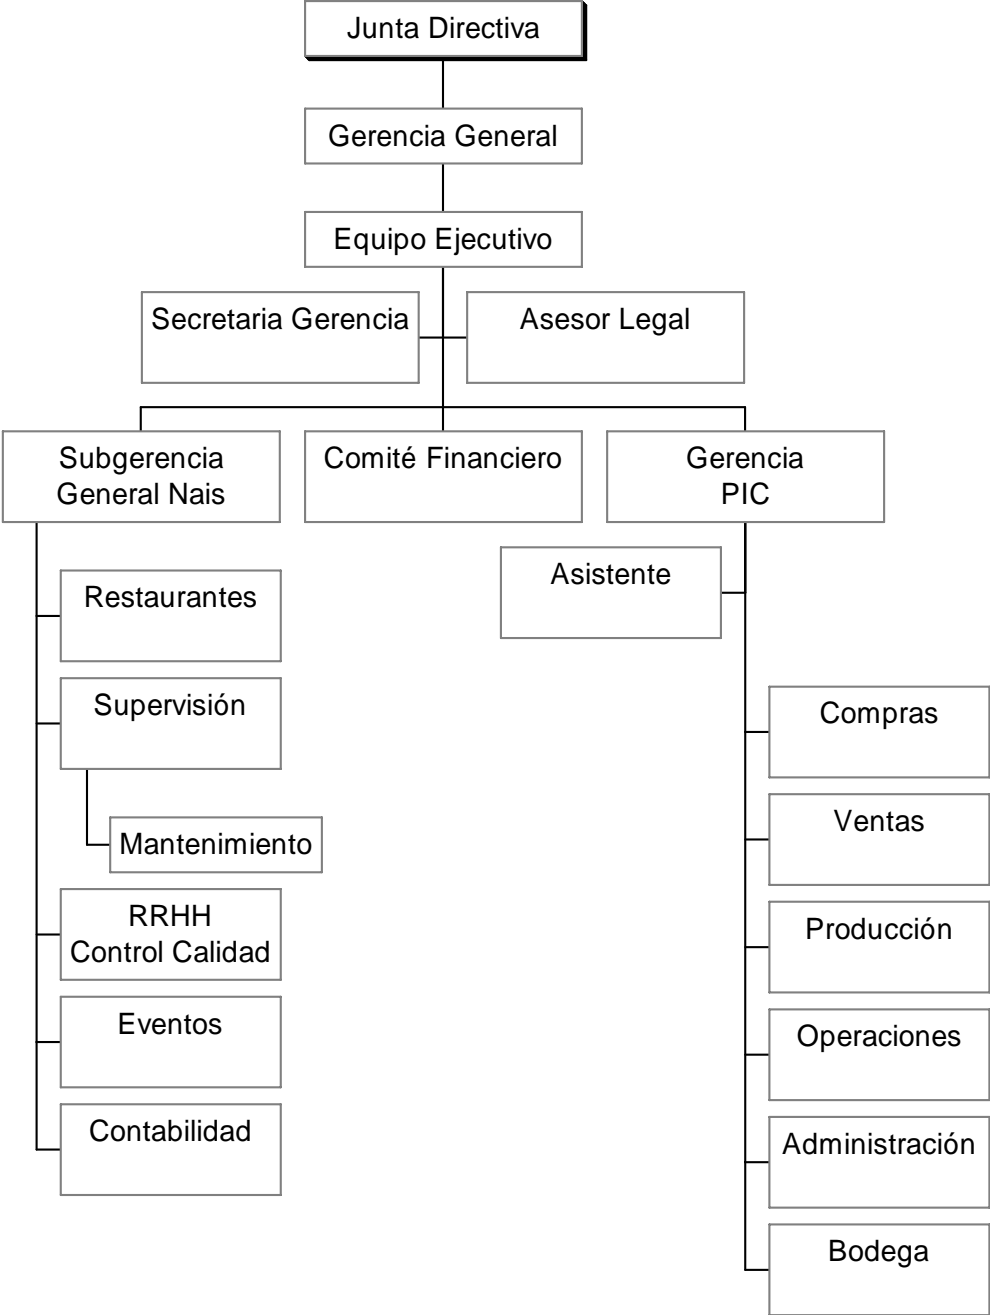 Junta Directiva
Gerencia General
Equipo Ejecutivo
Secretaria Gerencia
Asesor Legal
Subgerencia
General Nais
Comité Financiero
Gerencia
PIC
Restaurantes
Supervisión
Mantenimiento
RRHH
Control Calidad
Eventos
Contabilidad
Asistente
Compras
Ventas
Producción
Operaciones
Administración
Bodega